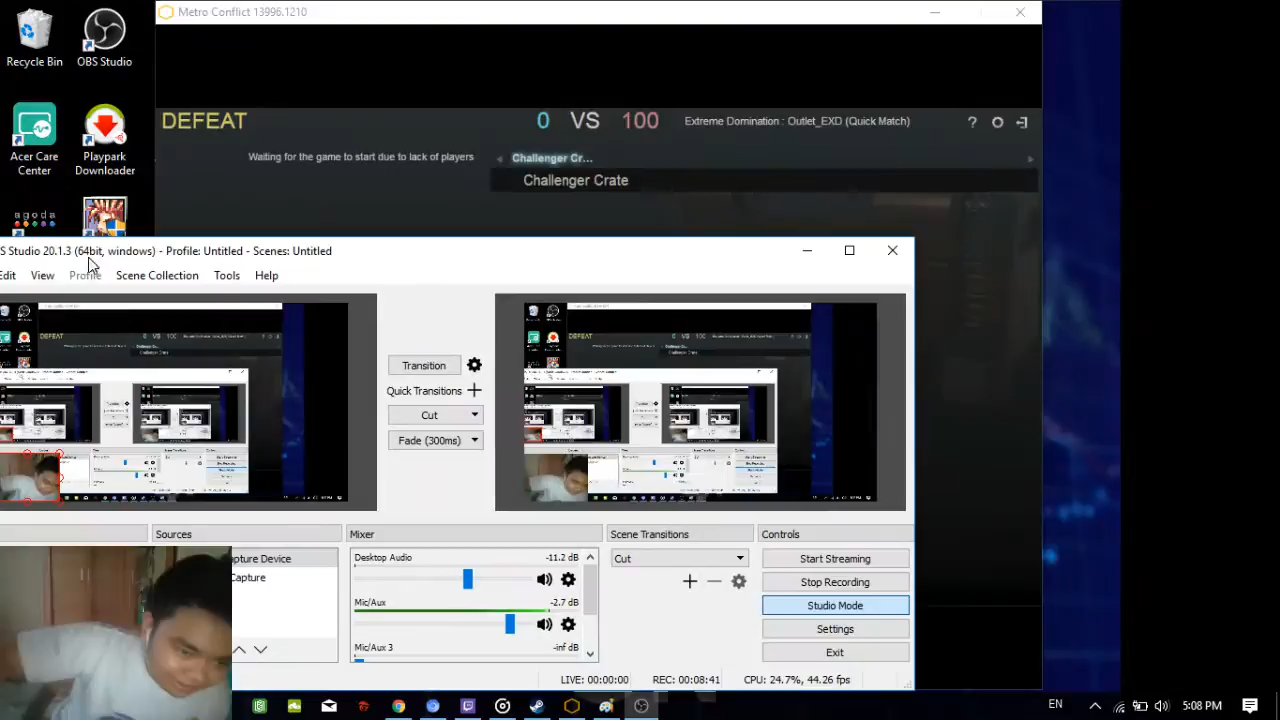 Metro Conflict 13996.1210
Recycle Bin
OBS Studio
DEFEAT
0 VS 100
Extreme Domination : Outlet_EXD (Quick Match)
?
Waiting for the game to start due to lack of players
Challenger Cr...
Challenger Crate
Acer Care
Center
Playpark
Downloader
agoda
S Studio 20.1.3 (64bit, windows) - Profile: Untitled - Scenes: Untitled
Edit
View
Profile
Scene Collection
Tools
Help
Transition
Quick Transitions
Cut
Fade (300ms)
Sources
Mixer
Scene Transitions
Controls
apture Device
Capture
Desktop Audio
-11.2 dB
Mic/Aux
-2.7 dB
Mic/Aux 3
-inf dB
Cut
Start Streaming
Stop Recording
Studio Mode
Settings
Exit
LIVE: 00:00:00
REC: 00:08:41
CPU: 24.7%, 44.26 fps
EN
5:08 PM